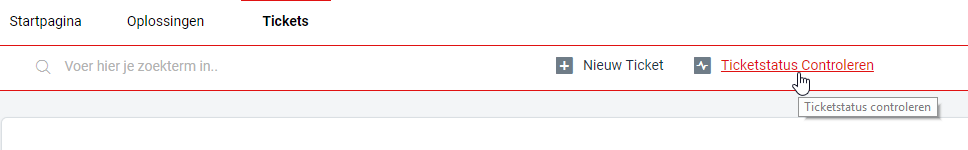 Startpagina Oplossingen Tickets
Voer hier je zoekterm in.. Nieuw Ticket Ticketstatus Controleren
Ticketstatus controleren